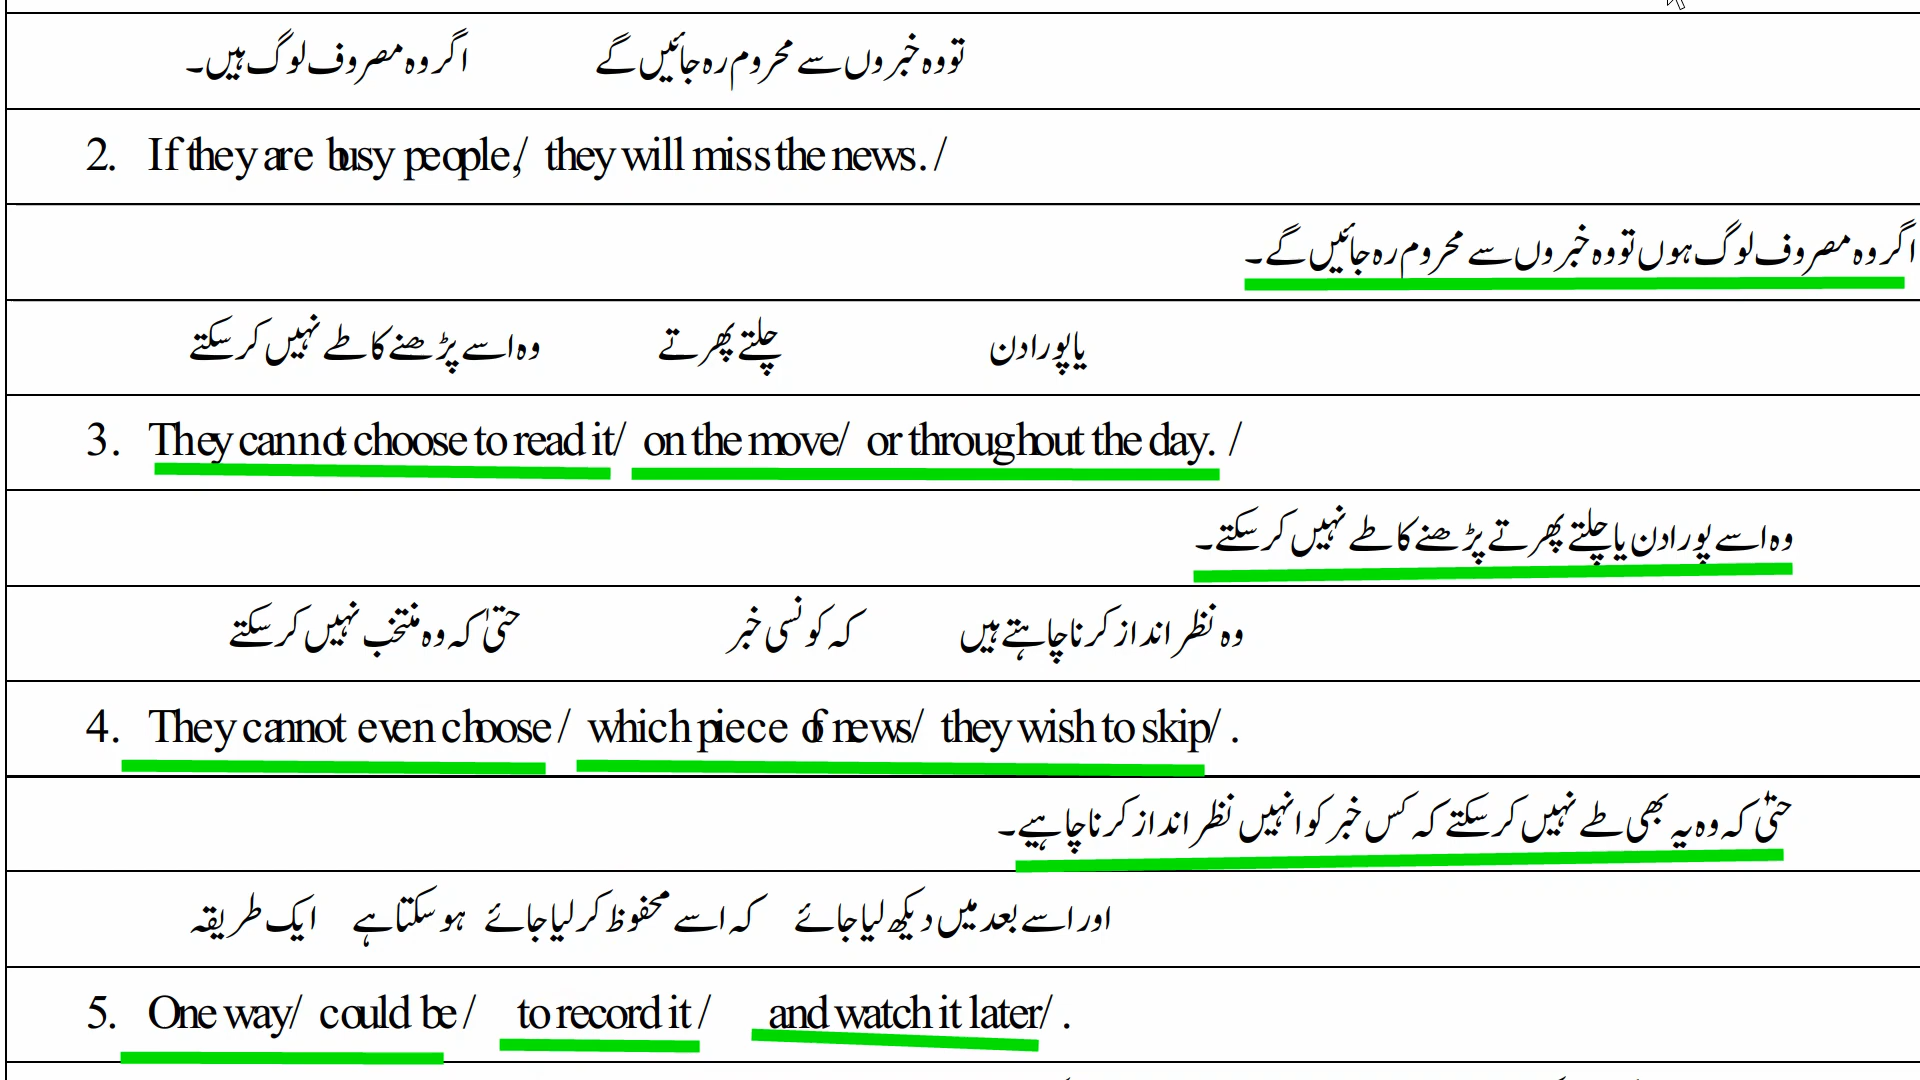 اگر وہ مصروف لوگ ہیں۔ تو وہ خبروں سے محروم رہ جائیں گے
2. If they are busy people,/ they will miss the news. /
اگر وہ مصروف لوگ ہوں تو وہ خبروں سے محروم رہ جائیں گے۔
وہ اسے پڑھنے کا طے نہیں کر سکتے چلتے پھرتے یا پورا دن
3. They cannot choose to read it/ on the move/ or throughout the day. /
وہ اسے پورا دن یا چلتے پھرتے پڑھنے کا طے نہیں کر سکتے۔
حتیٰ کہ وہ منتخب نہیں کر سکتے کہ کونسی خبر وہ نظر انداز کرنا چاہتے ہیں
4. They cannot even choose / which piece of news/ they wish to skip/ .
حتیٰ کہ وہ یہ بھی طے نہیں کر سکتے کہ کس خبر کو انہیں نظر انداز کرنا چاہیے۔
ایک طریقہ ہو سکتا ہے کہ اسے محفوظ کر لیا جائے اور اسے بعد میں دیکھ لیا جائے
5. One way/ could be / to record it / and watch it later/ .